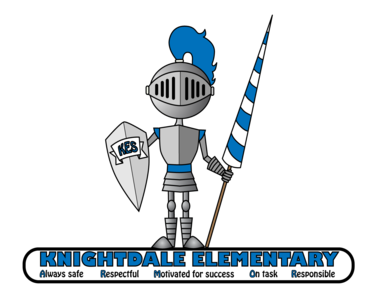 KES
KNIGHTDALE ELEMENTARY
Always safe Respectful Motivated for success On task Responsible